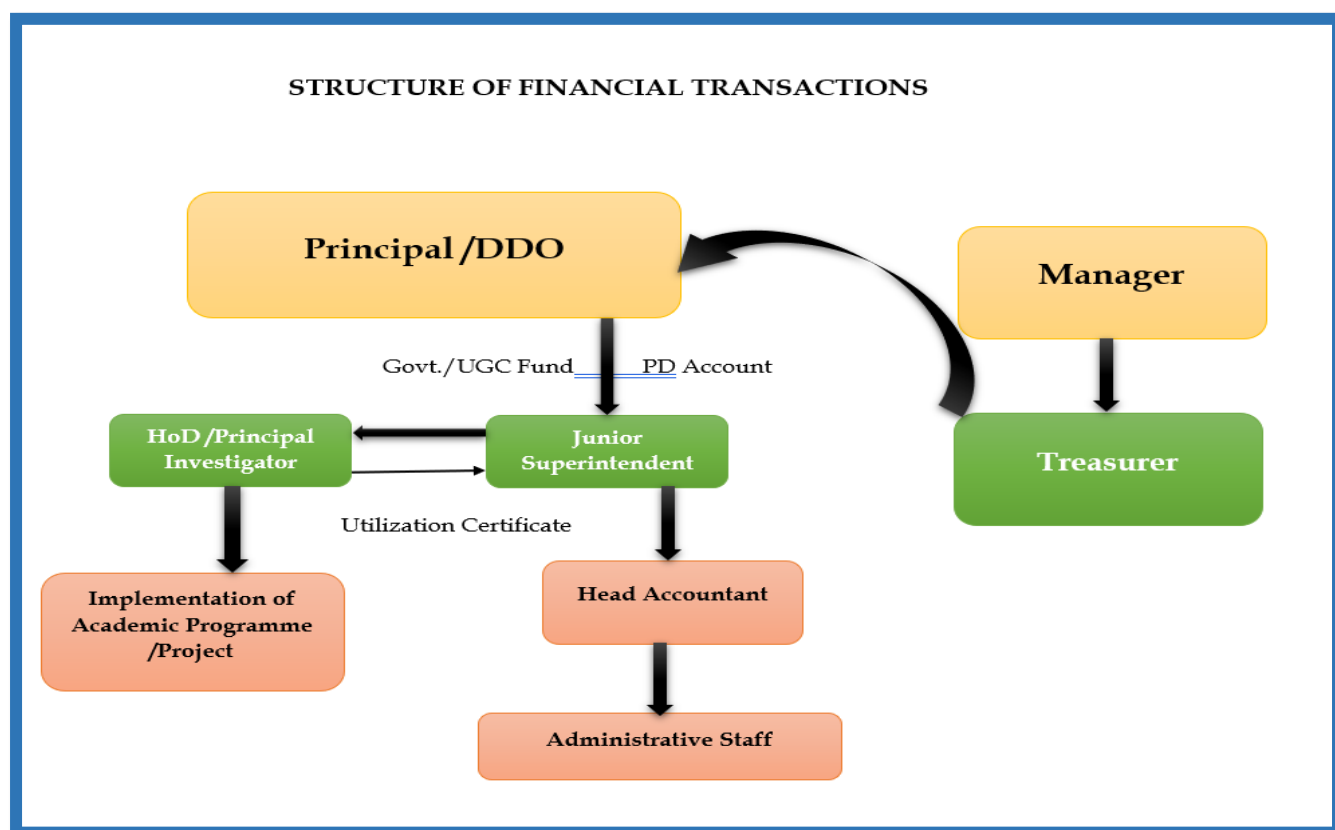 STRUCTURE OF FINANCIAL TRANSACTIONS
Principal /DDO
Manager
Govt./UGC Fund PD Account
HoD /Principal
Investigator
Junior
Superintendent
Treasurer
Utilization Certificate
Implementation of
Academic Programme
/Project
Head Accountant
Administrative Staff